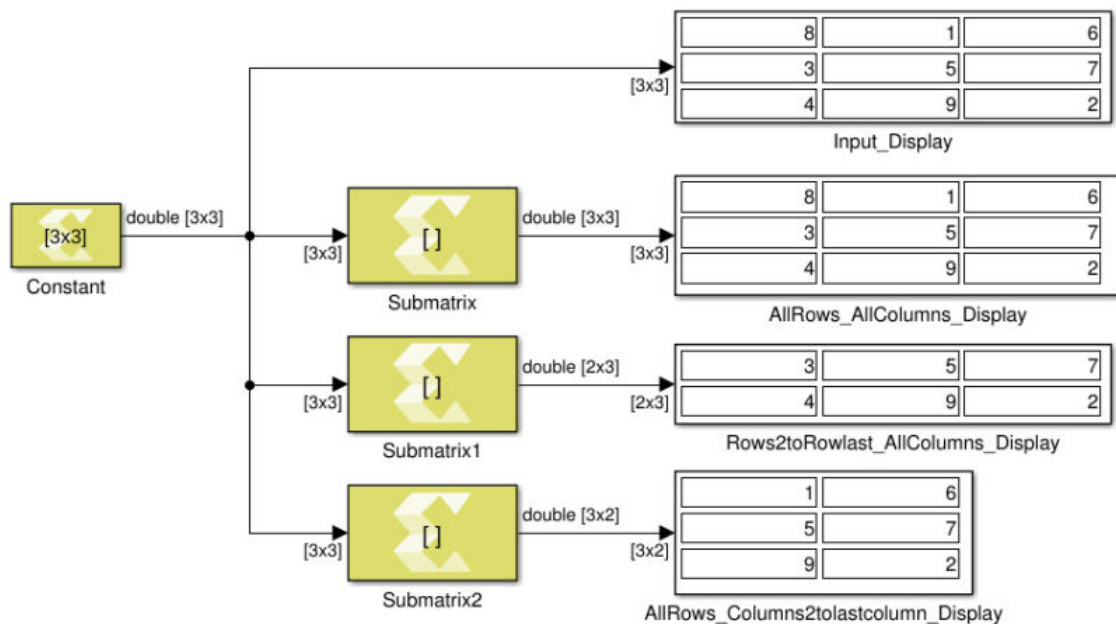 8 1 6
3 5 7
[3x3]
4 9 2
Input_Display
[3x3]
Constant
double [3x3]
[3x3]
[ ]
Submatrix
double [3x3]
[3x3]
8 1 6
3 5 7
4 9 2
AllRows_AllColumns_Display
[3x3]
[ ]
Submatrix1
double [2x3]
[2x3]
3 5 7
4 9 2
Rows2toRowlast_AllColumns_Display
[3x3]
[ ]
Submatrix2
double [3x2]
[3x2]
1 6
5 7
9 2
AllRows_Columns2tolastcolumn_Display